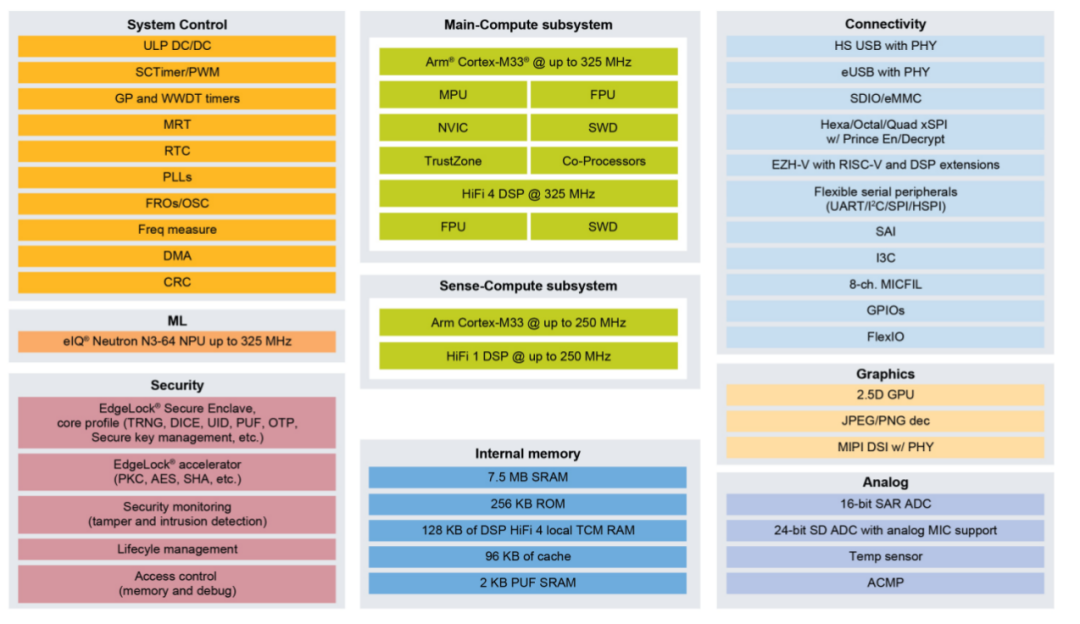 System Control
ULP DC/DC
SCTimer/PWM
GP and WWDT timers
MRT
RTC
PLLs
FROs/OSC
Freq measure
DMA
CRC
ML
eIQ® Neutron N3-64 NPU up to 325 MHz
Security
EdgeLock® Secure Enclave,
core profile (TRNG, DICE, UID, PUF, OTP,
Secure key management, etc.)
EdgeLock® accelerator
(PKC, AES, SHA, etc.)
Security monitoring
(tamper and intrusion detection)
Lifecyle management
Access control
(memory and debug)
Main-Compute subsystem
Arm® Cortex-M33® @ up to 325 MHz
MPU
FPU
NVIC
SWD
TrustZone
Co-Processors
HiFi 4 DSP @ 325 MHz
FPU
SWD
Sense-Compute subsystem
Arm Cortex-M33 @ up to 250 MHz
HiFi 1 DSP @ up to 250 MHz
Internal memory
7.5 MB SRAM
256 KB ROM
128 KB of DSP HiFi 4 local TCM RAM
96 KB of cache
2 KB PUF SRAM
Connectivity
HS USB with PHY
eUSB with PHY
SDIO/eMMC
Hexa/Octal/Quad xSPI
w/ Prince En/Decrypt
EZH-V with RISC-V and DSP extensions
Flexible serial peripherals
(UART/I²C/SPI/HSPI)
SAI
I3C
8-ch. MICFIL
GPIOs
FlexIO
Graphics
2.5D GPU
JPEG/PNG dec
MIPI DSI w/ PHY
Analog
16-bit SAR ADC
24-bit SD ADC with analog MIC support
Temp sensor
ACMP